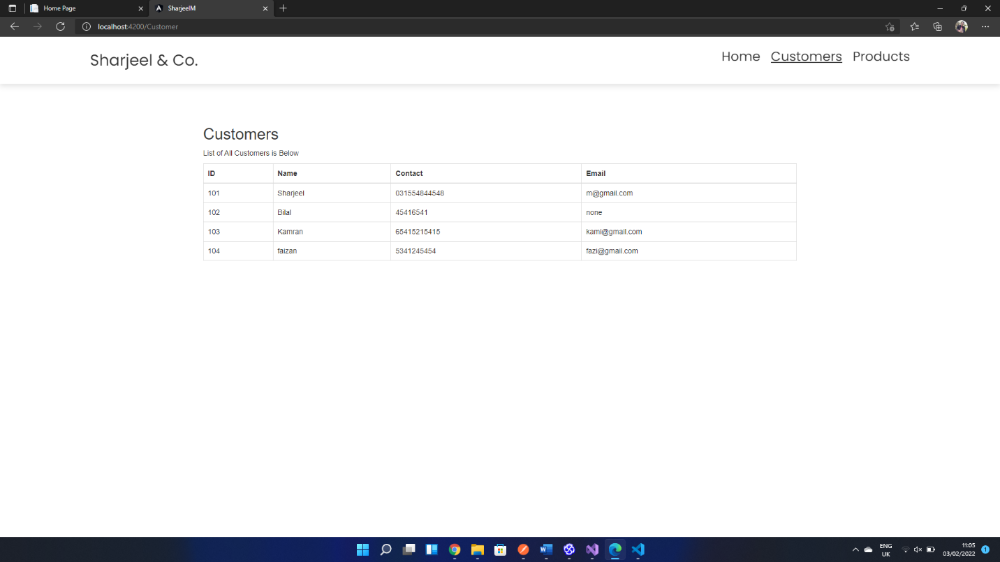 Home Page
SharjeelM
localhost:4200/Customer
Sharjeel & Co.
Home Customers Products
Customers
List of All Customers is Below
ID Name Contact Email
101 Sharjeel 031554844548 m@gmail.com
102 Bilal 45416541 none
103 Kamran 65415215415 kami@gmail.com
104 faizan 5341245454 fazi@gmail.com
ENG
UK
11:05
03/02/2022
1